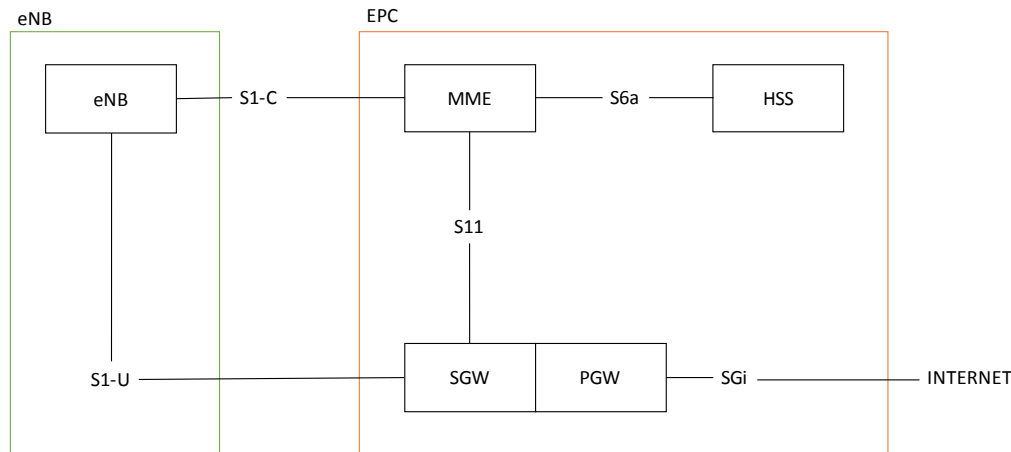 eNB
EPC
eNB
S1-C
MME
S6a
HSS
S11
S1-U
SGW
PGW
SGi
INTERNET